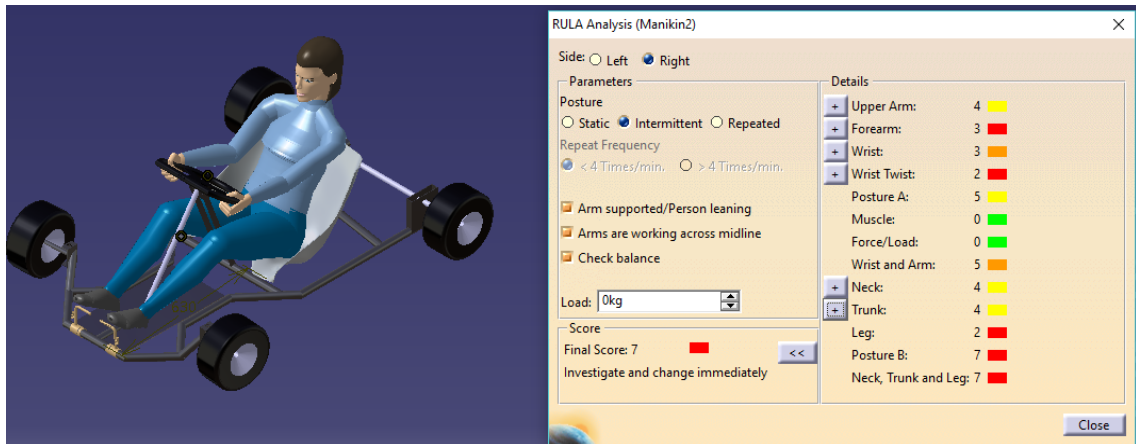 RULA Analysis (Manikin2)
Side: Left Right
Parameters
Posture
Static Intermittent Repeated
Repeat Frequency
< 4 Times/min. > 4 Times/min.
Arm supported/Person leaning
Arms are working across midline
Check balance
Load: 0kg
Score
Final Score: 7
<<
Investigate and change immediately
Details
+ Upper Arm: 4
+ Forearm: 3
+ Wrist: 3
+ Wrist Twist: 2
Posture A: 5
Muscle: 0
Force/Load: 0
Wrist and Arm: 5
+ Neck: 4
+ Trunk: 4
Leg: 2
Posture B: 7
Neck, Trunk and Leg: 7
Close